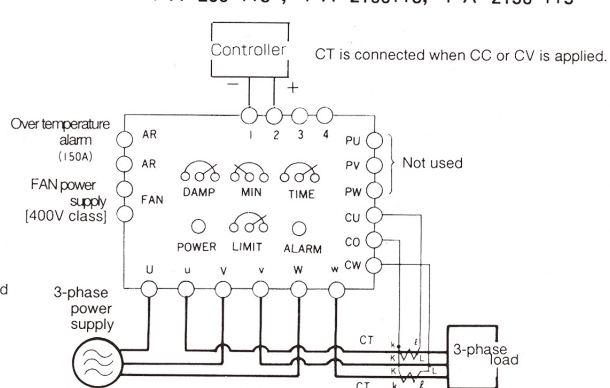 Controller
CT is connected when CC or CV is applied.
− +
1 2 3 4
Over temperature
alarm
(150A)
AR
AR
FAN power
supply
[400V class]
FAN
DAMP MIN TIME
POWER LIMIT ALARM
PU
PV
PW
Not used
CU
CO
CW
U u V v W w
3-phase
power
supply
CT
k ℓ
K L
3-phase
load
K L
k ℓ
CT